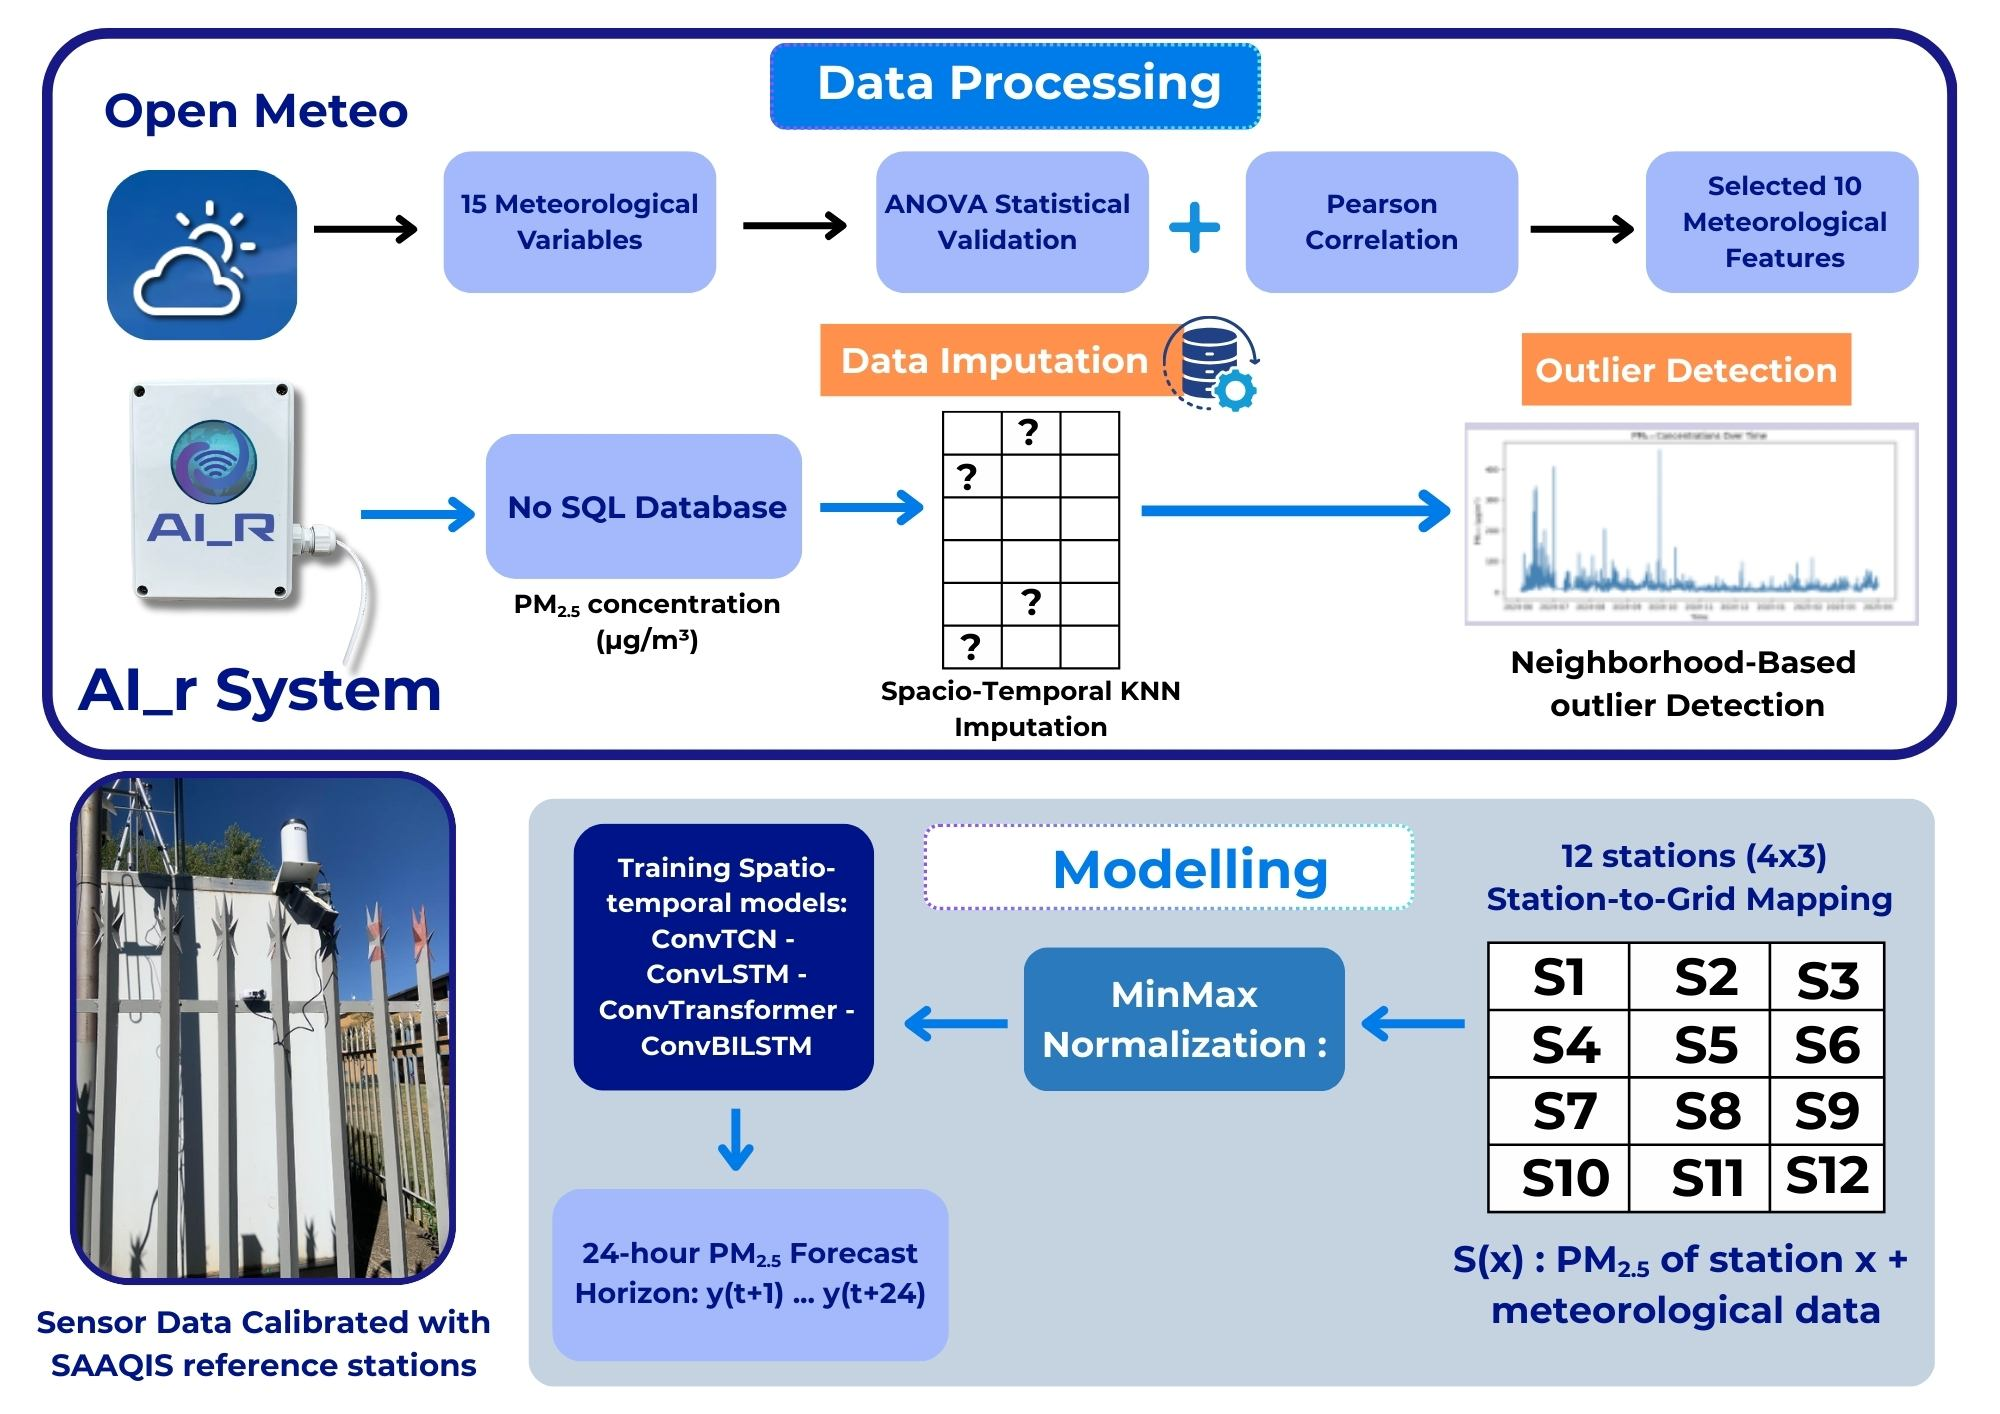 Data Processing
Open Meteo
15 Meteorological
Variables
ANOVA Statistical
Validation
Pearson
Correlation
Selected 10
Meteorological
Features
Data Imputation
Outlier Detection
AI_R
No SQL Database
PM₂.₅ concentration
(µg/m³)
?
?
?
?
Spacio-Temporal KNN
Imputation
Neighborhood-Based
outlier Detection
AI_r System
Modelling
Training Spatio-
temporal models:
ConvTCN -
ConvLSTM -
ConvTransformer -
ConvBILSTM
MinMax
Normalization :
12 stations (4x3)
Station-to-Grid Mapping
S1 S2 S3
S4 S5 S6
S7 S8 S9
S10 S11 S12
S(x) : PM₂.₅ of station x +
meteorological data
24-hour PM₂.₅ Forecast
Horizon: y(t+1) ... y(t+24)
Sensor Data Calibrated with
SAAQIS reference stations